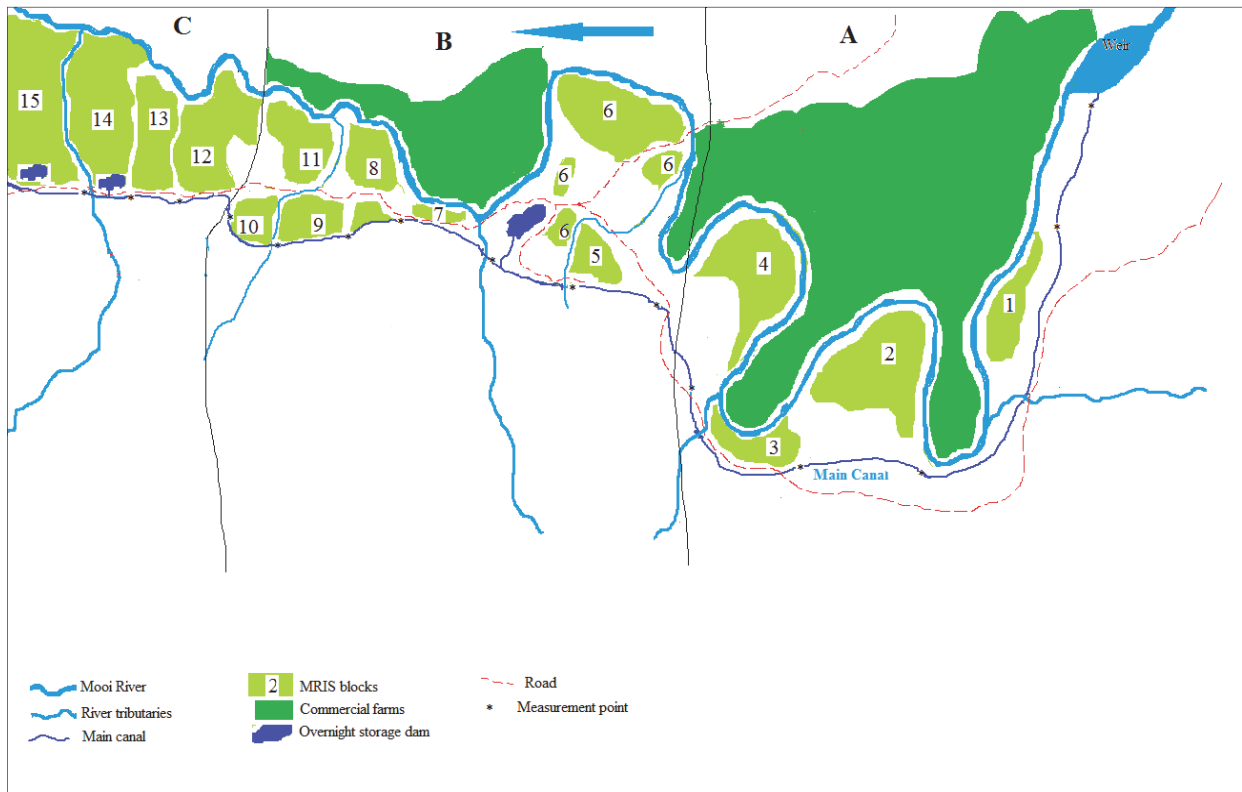 C
B
A
Weir
15
14
13
12
11
8
6
6
6
10
9
7
6
5
4
1
2
3
Main Canal
Mooi River
River tributaries
Main canal
2
MRIS blocks
Commercial farms
Overnight storage dam
Road
* Measurement point